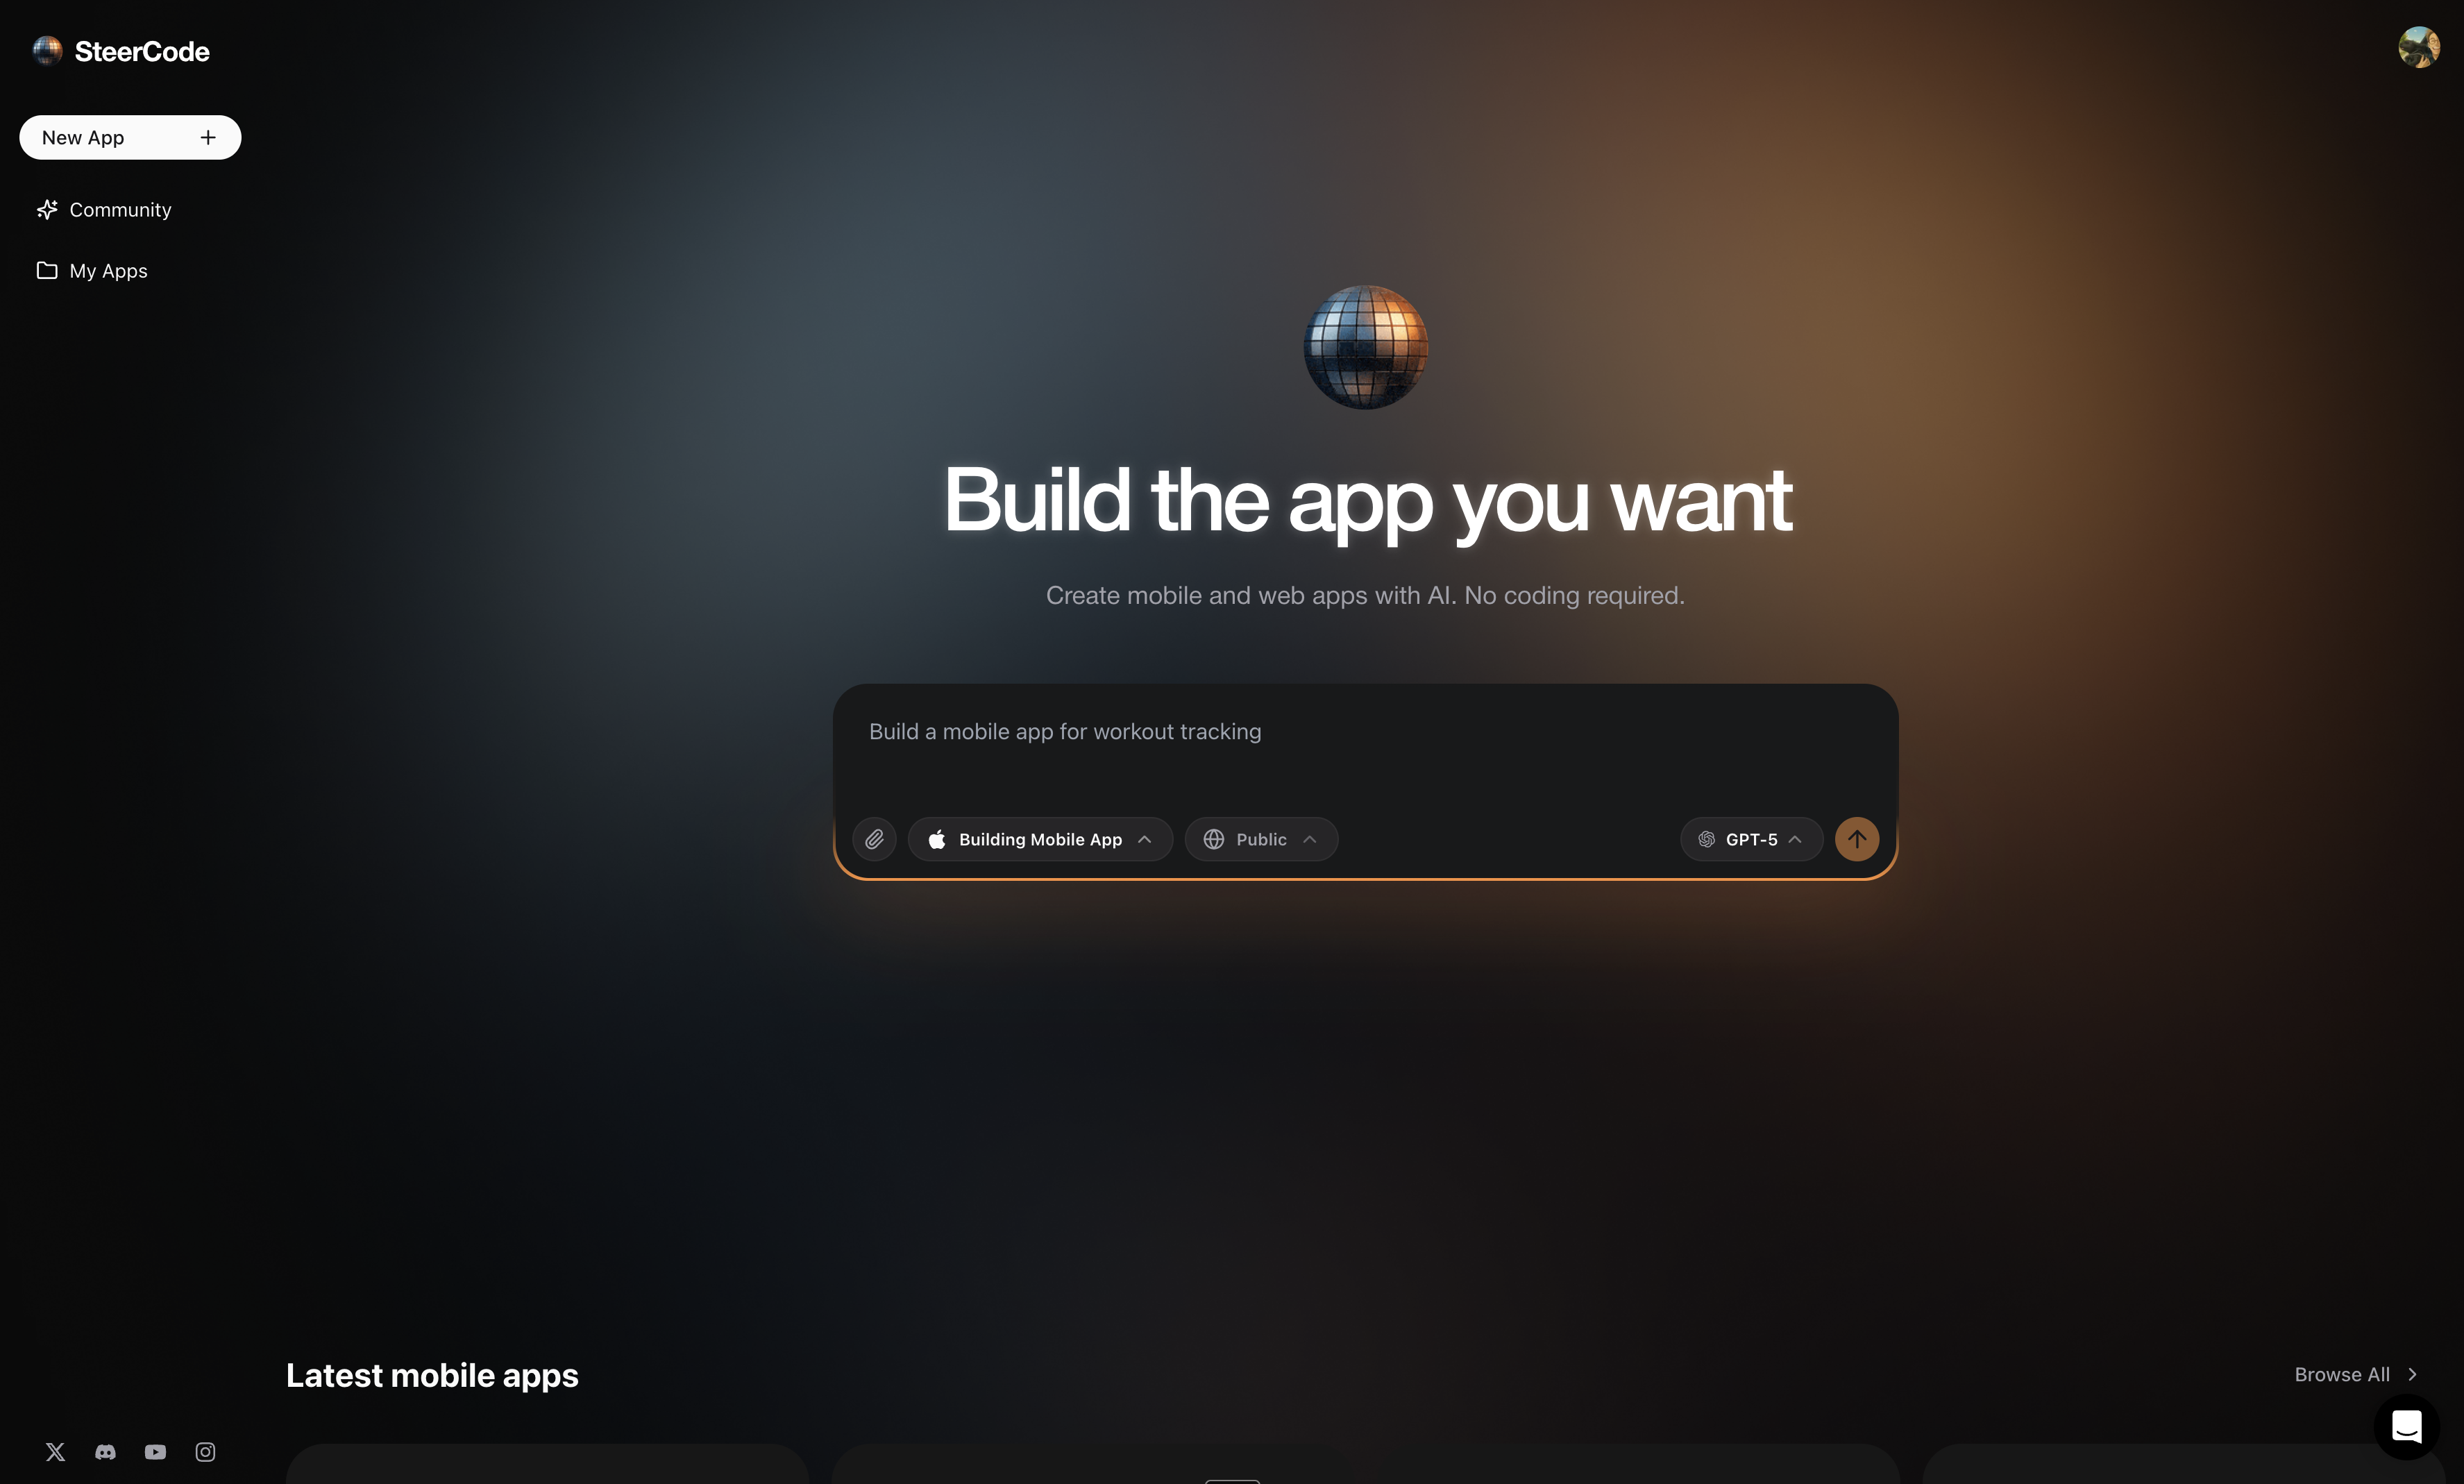 SteerCode
New App
Community
My Apps
Build the app you want
Create mobile and web apps with AI. No coding required.
Build a mobile app for workout tracking
Building Mobile App
Public
GPT-5
Latest mobile apps
Browse All